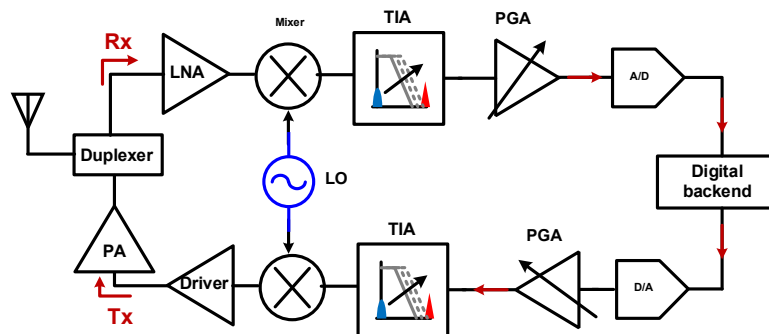 Rx
LNA
Mixer
TIA
PGA
A/D
Duplexer
LO
Digital
backend
PA
Tx
Driver
TIA
PGA
D/A